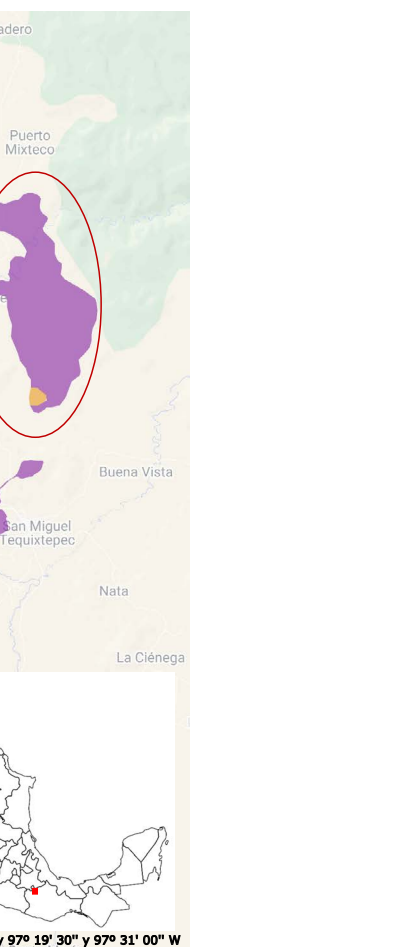 adero
Puerto
Mixteco
Buena Vista
San Miguel
Tequixtepec
Nata
La Ciénega
y 97º 19' 30" y 97º 31' 00" W